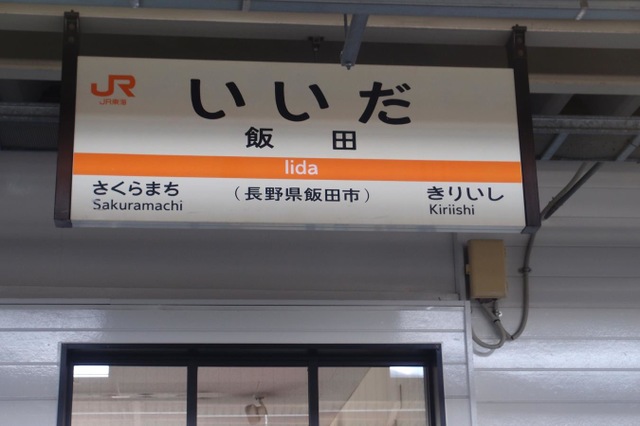 JR
JR東海
いいだ
飯田
Iida
さくらまち
Sakuramachi
（長野県飯田市）
きりいし
Kiriishi